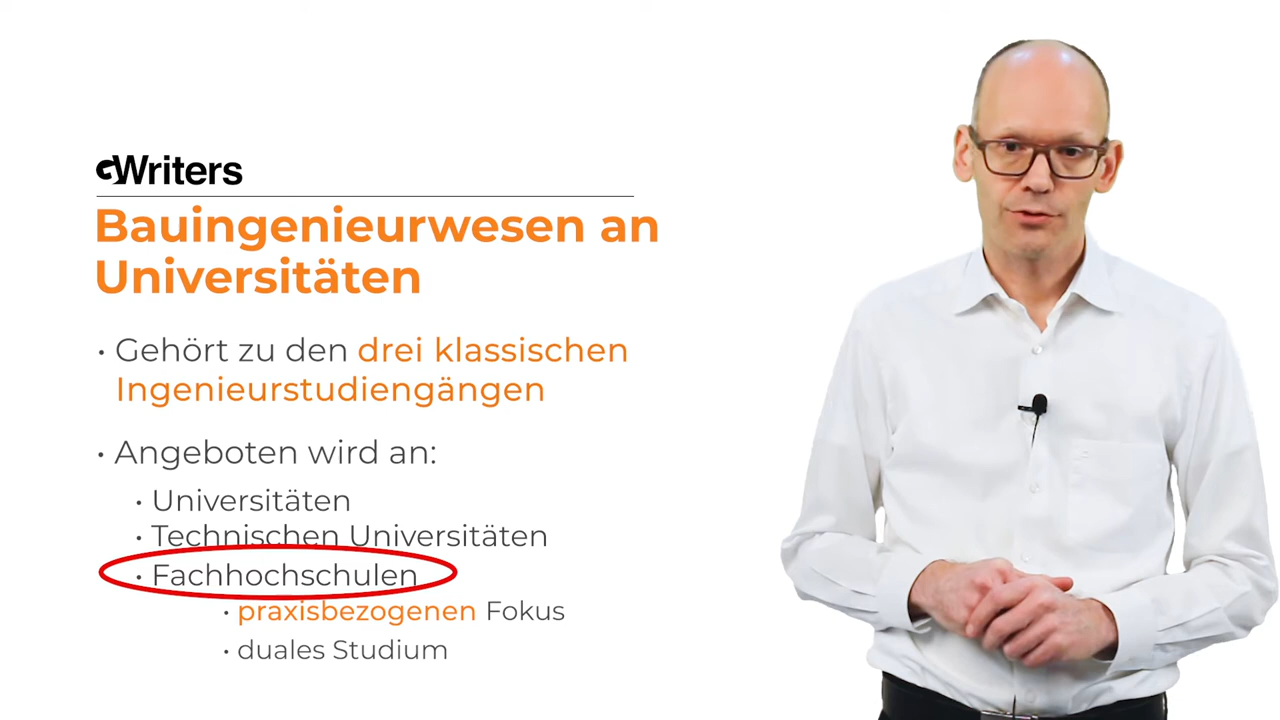 GWriters
Bauingenieurwesen an
Universitäten
• Gehört zu den drei klassischen
Ingenieurstudiengängen
• Angeboten wird an:
• Universitäten
• Technischen Universitäten
• Fachhochschulen
• praxisbezogenen Fokus
• duales Studium